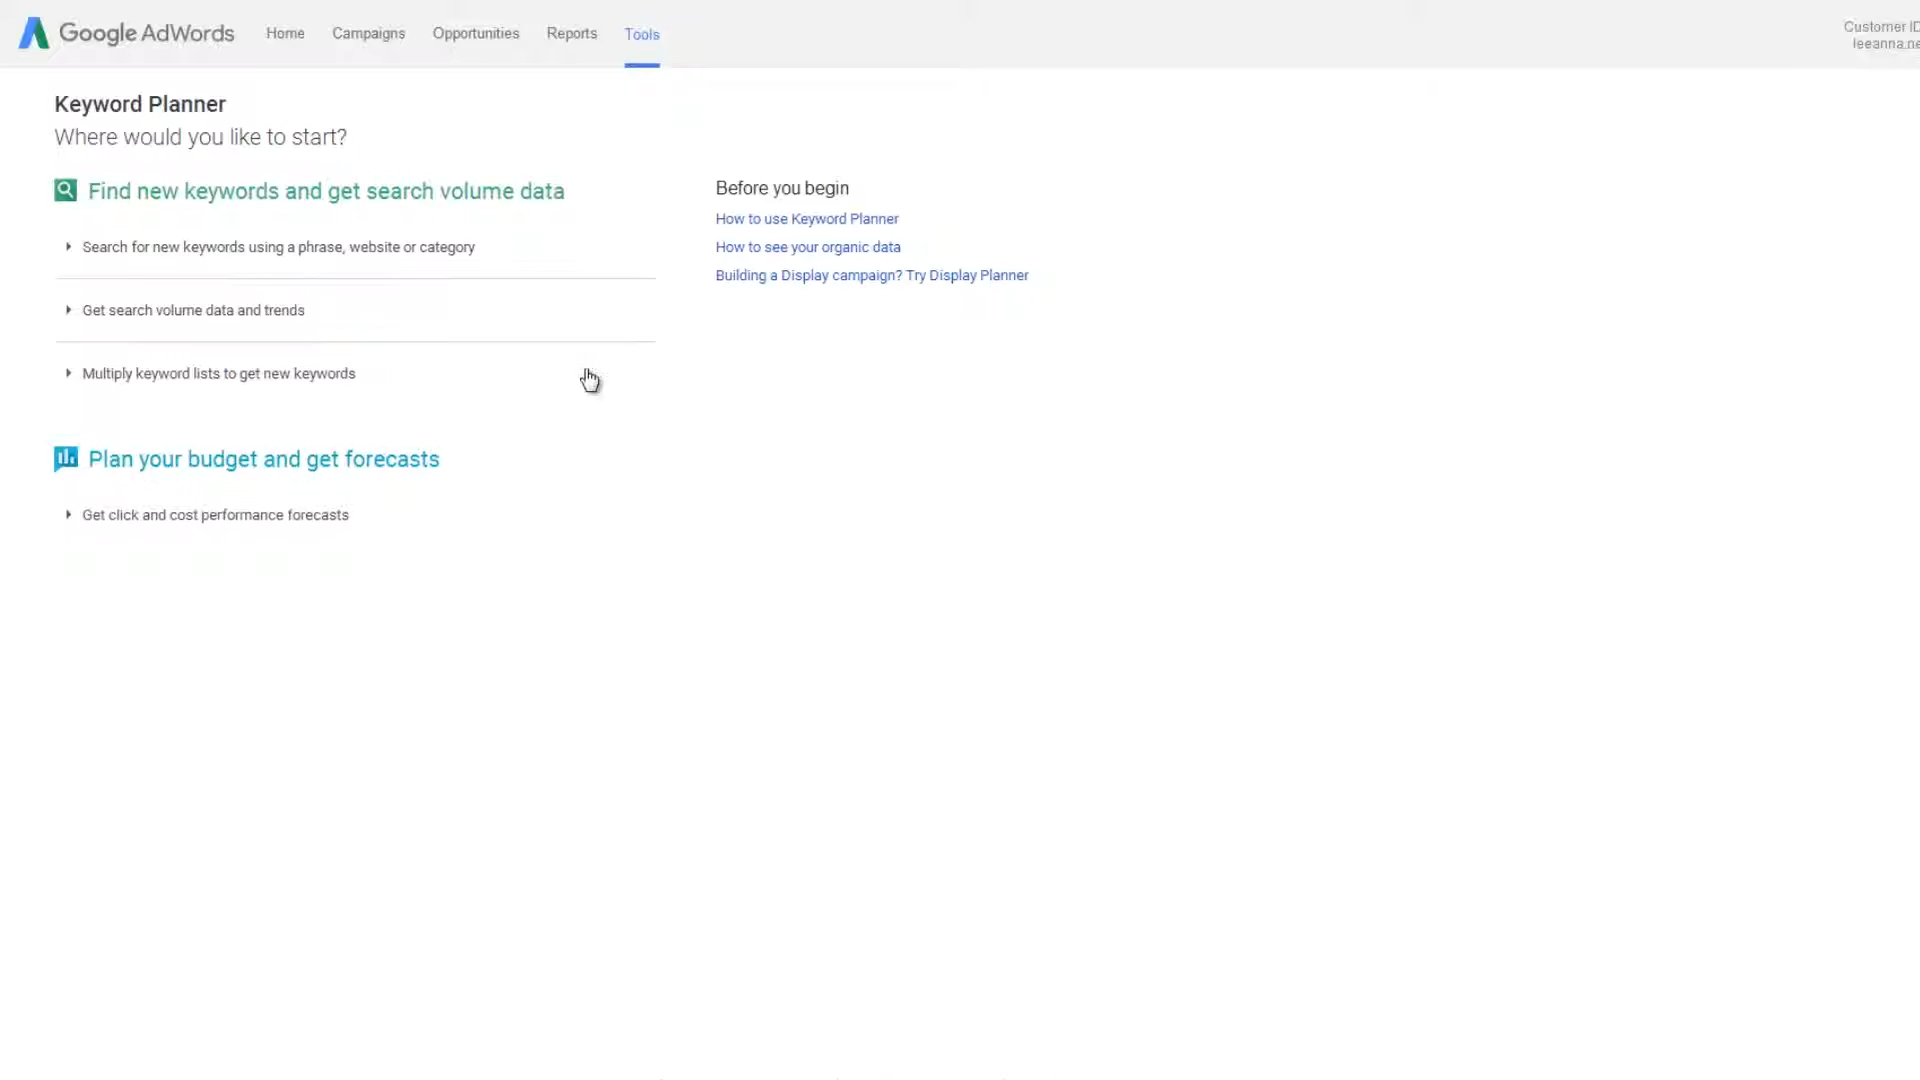 Google AdWords
Home
Campaigns
Opportunities
Reports
Tools
Customer ID
leeanna.ne
Keyword Planner
Where would you like to start?
Find new keywords and get search volume data
Search for new keywords using a phrase, website or category
Get search volume data and trends
Multiply keyword lists to get new keywords
Plan your budget and get forecasts
Get click and cost performance forecasts
Before you begin
How to use Keyword Planner
How to see your organic data
Building a Display campaign? Try Display Planner